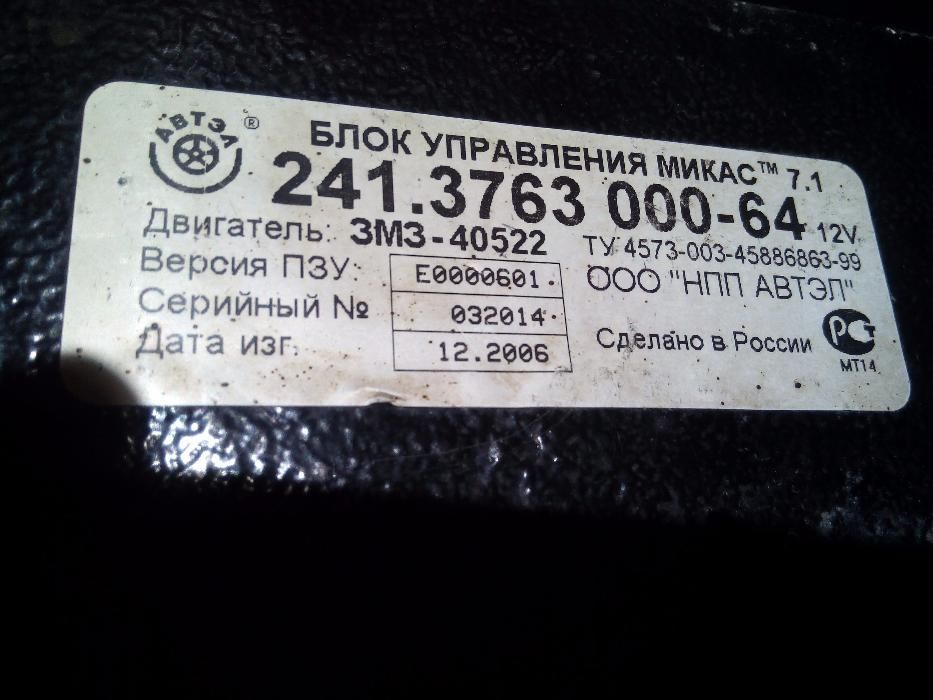 АВТЭЛ ®
БЛОК УПРАВЛЕНИЯ МИКАС™ 7.1
241.3763 000-64 12V
Двигатель: ЗМЗ-40522
ТУ 4573-003-45886863-99
Версия ПЗУ: E0000601
ООО "НПП АВТЭЛ"
Серийный № 032014
Дата изг. 12.2006
Сделано в России
РСТ
МТ14